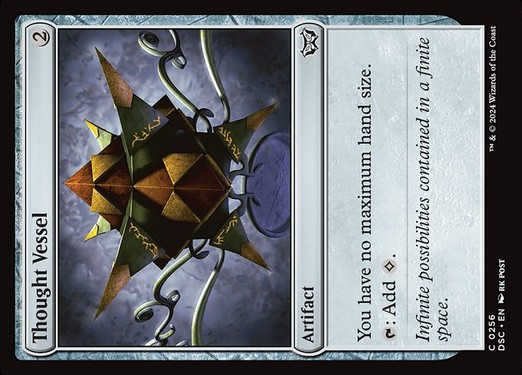 Thought Vessel 2
Artifact
You have no maximum hand size.
: Add .
Infinite possibilities contained in a finite
space.
C 0256
DSC • EN RK POST
™ & © 2024 Wizards of the Coast